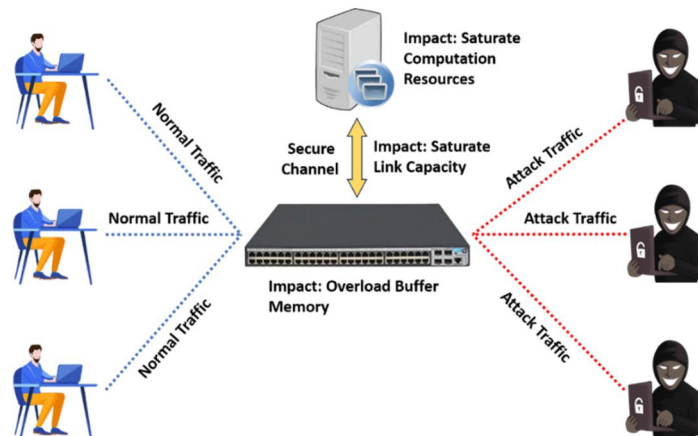 Impact: Saturate
Computation
Resources
Normal Traffic
Secure
Channel
Impact: Saturate
Link Capacity
Attack Traffic
Normal Traffic
Attack Traffic
Impact: Overload Buffer
Memory
Normal Traffic
Attack Traffic